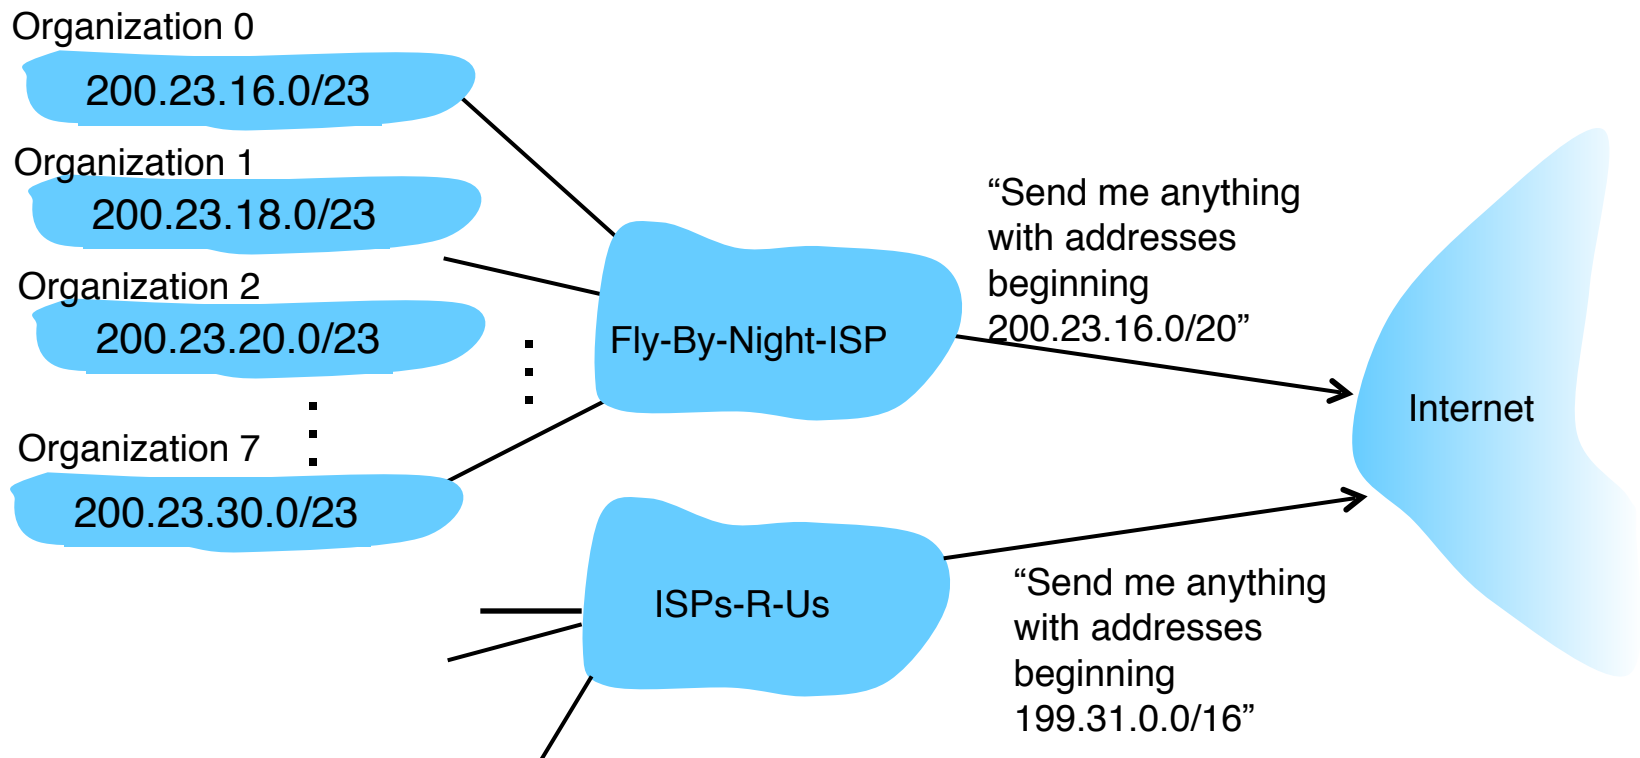 Organization 0
200.23.16.0/23
Organization 1
200.23.18.0/23
Organization 2
200.23.20.0/23
Organization 7
200.23.30.0/23
Fly-By-Night-ISP
“Send me anything
with addresses
beginning
200.23.16.0/20”
Internet
ISPs-R-Us
“Send me anything
with addresses
beginning
199.31.0.0/16”